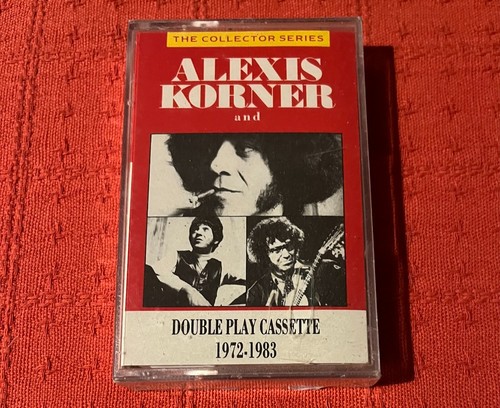 THE COLLECTOR SERIES
ALEXIS
KORNER
and
DOUBLE PLAY CASSETTE
1972-1983